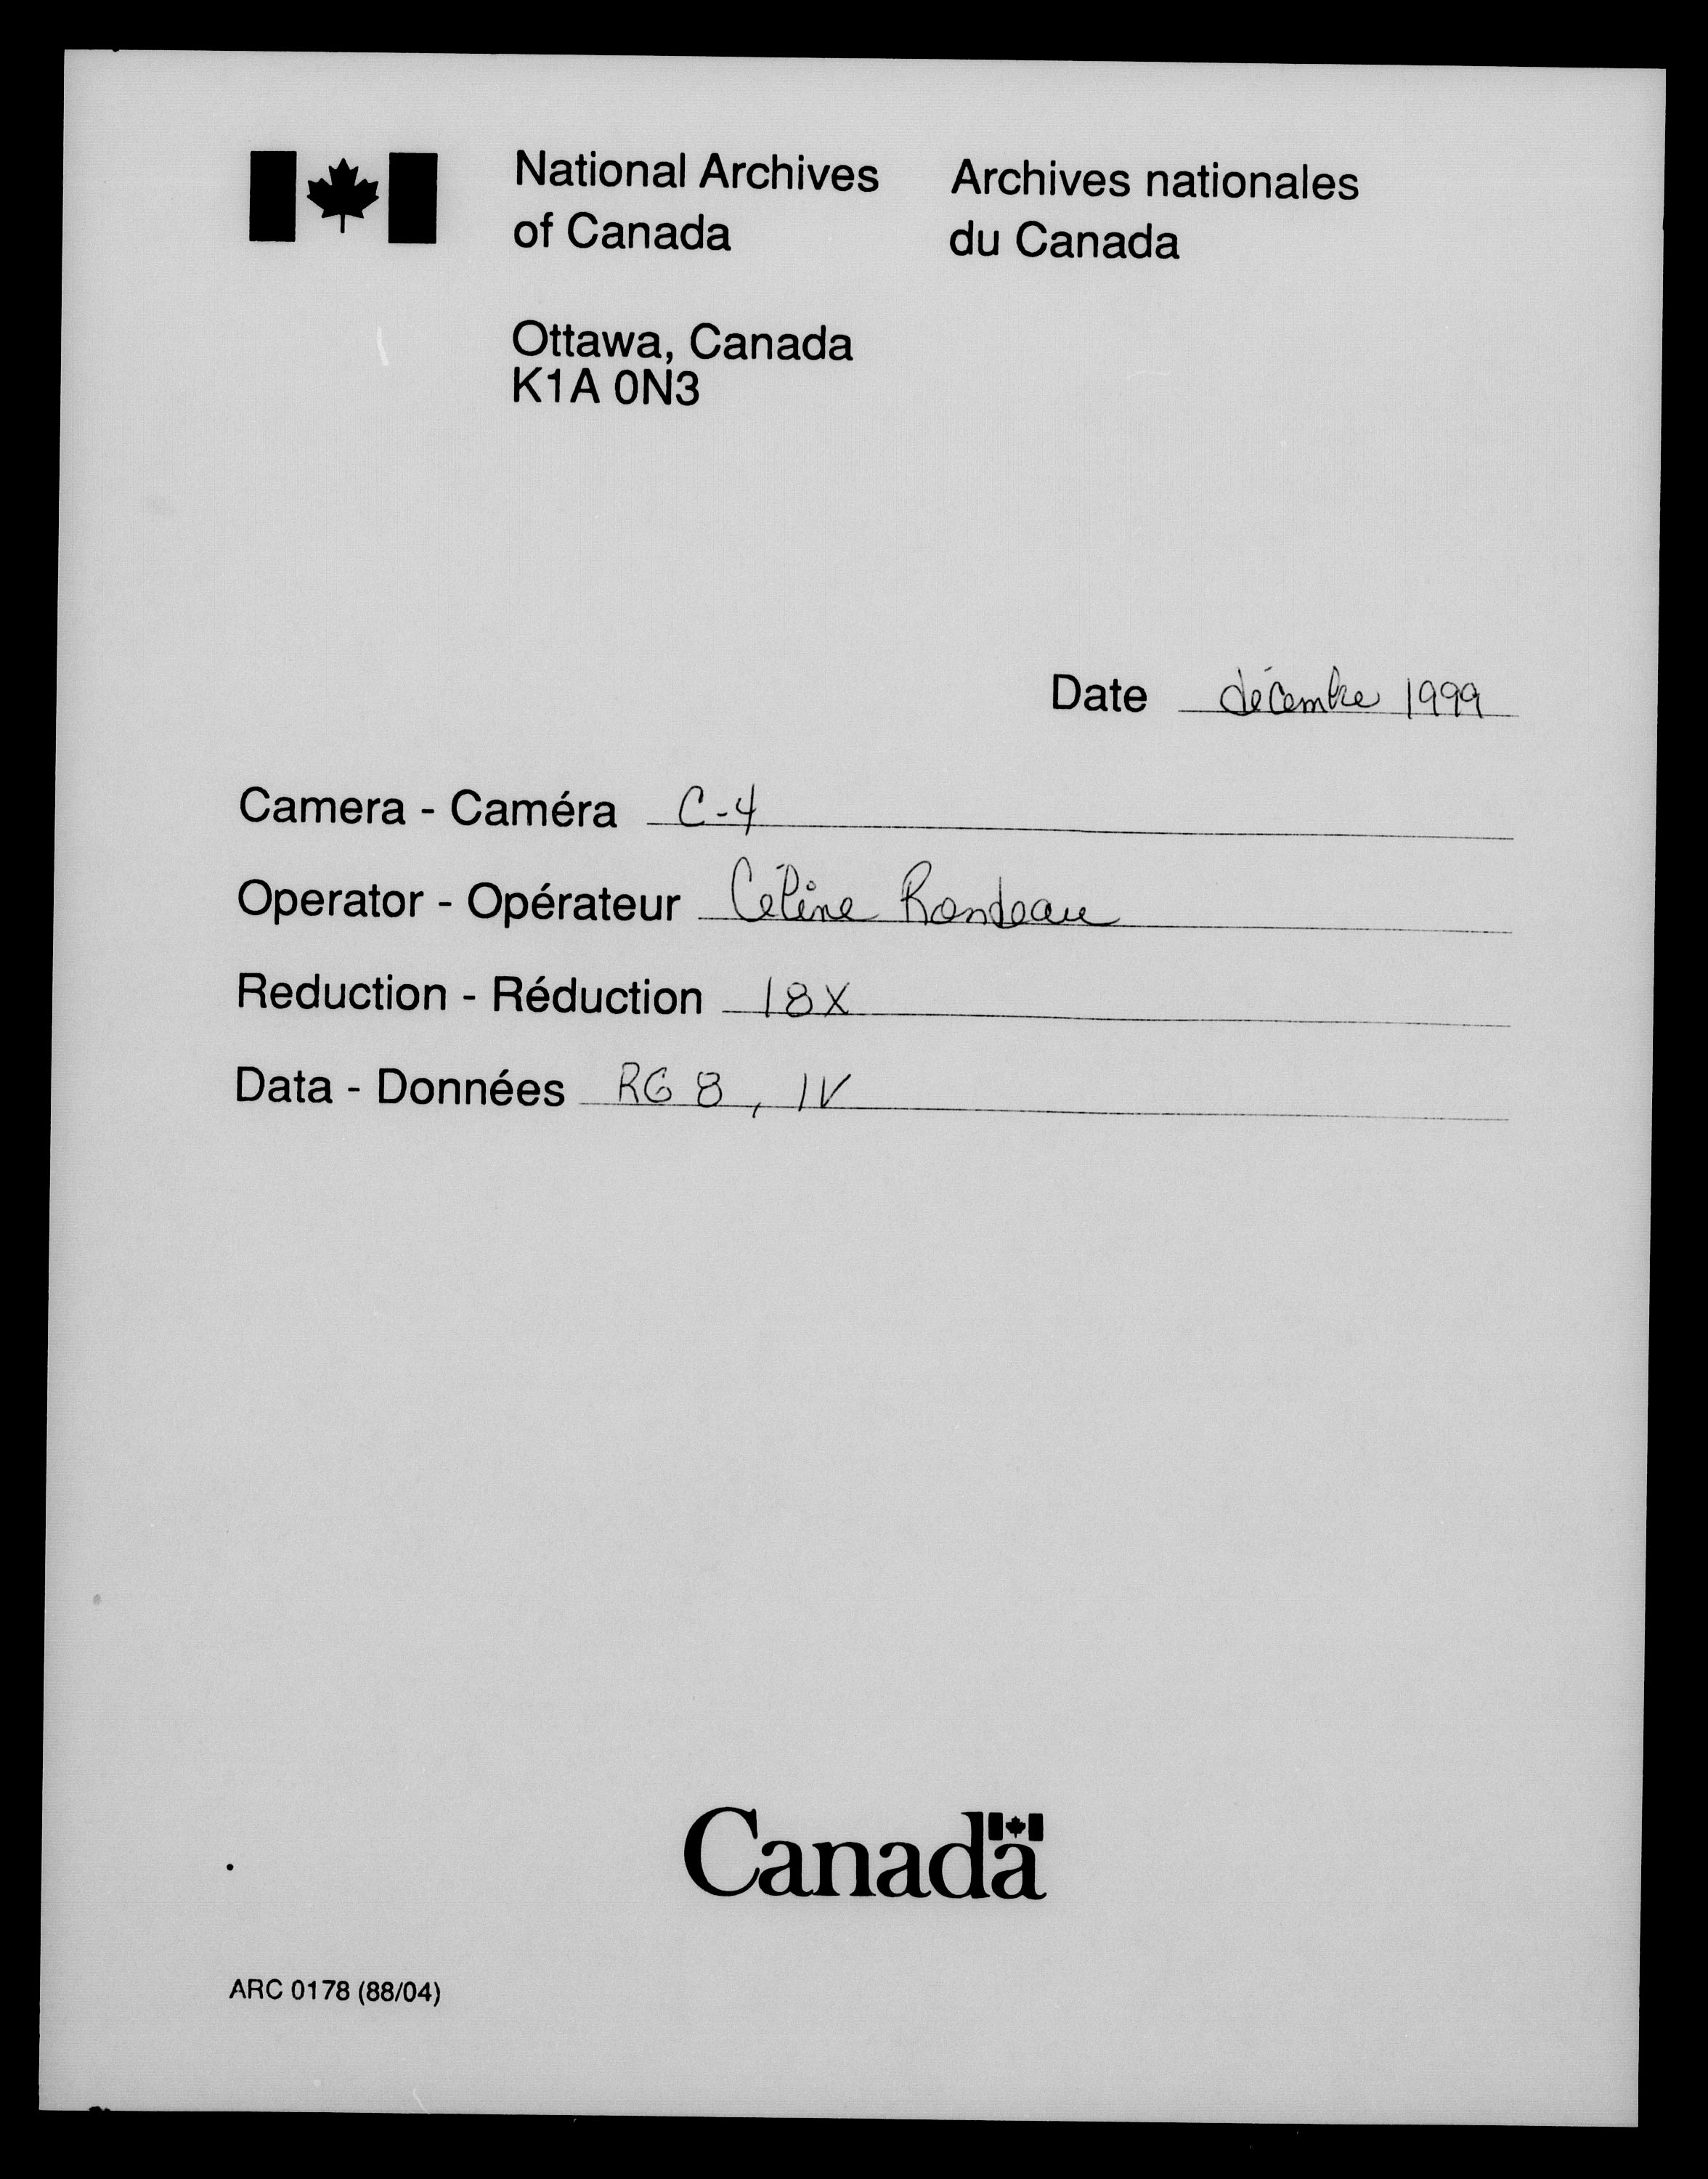 National Archives of Canada
Archives nationales du Canada
Ottawa, Canada
K1A 0N3
Date décembre 1999
Camera - Caméra C-4
Operator - Opérateur Céline Rondeau
Reduction - Réduction 18X
Data - Données RG 8, IV
Canada
ARC 0178 (88/04)